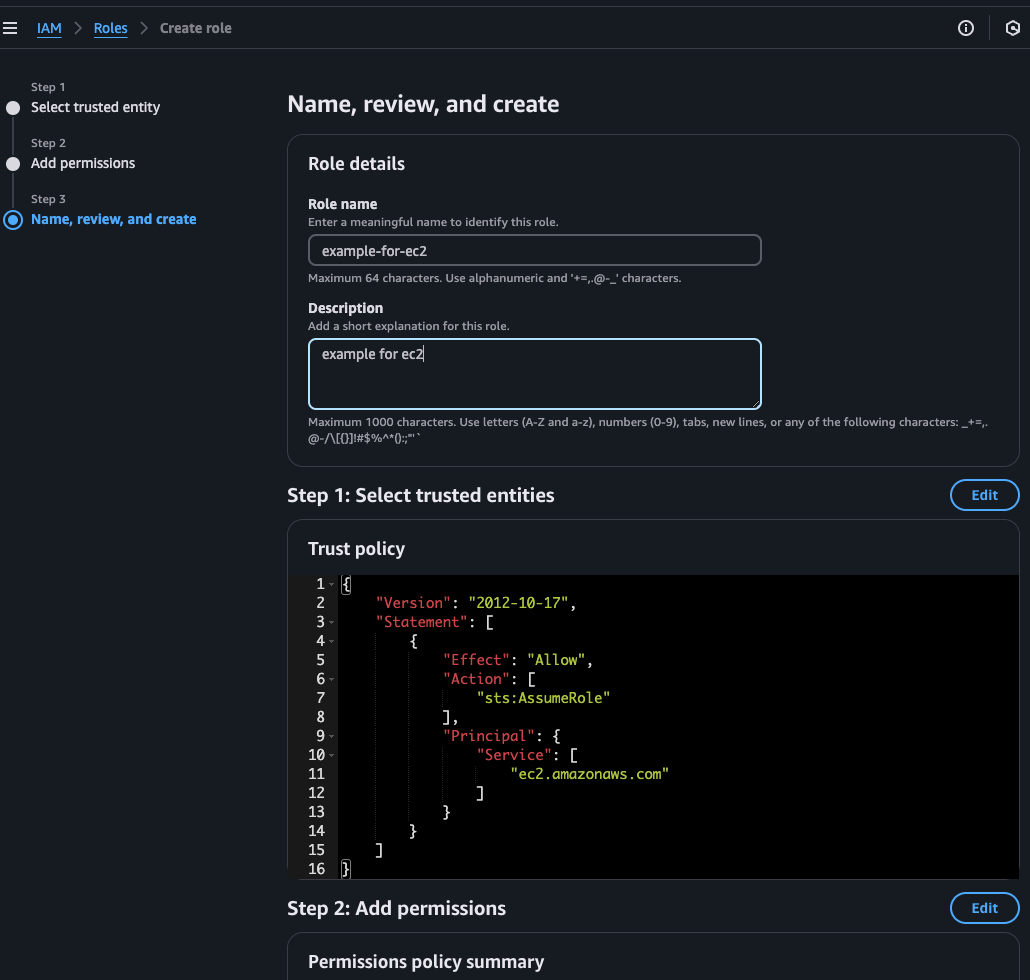 IAM > Roles > Create role
Step 1
Select trusted entity
Step 2
Add permissions
Step 3
Name, review, and create
Name, review, and create
Role details
Role name
Enter a meaningful name to identify this role.
example-for-ec2
Maximum 64 characters. Use alphanumeric and '+=,.@-_' characters.
Description
Add a short explanation for this role.
example for ec2
Maximum 1000 characters. Use letters (A-Z and a-z), numbers (0-9), tabs, new lines, or any of the following characters: _+=,.
@-/\[{}]!#$%^*();:"'`
Step 1: Select trusted entities
Edit
Trust policy
1 {
2     "Version": "2012-10-17",
3     "Statement": [
4         {
5             "Effect": "Allow",
6             "Action": [
7                 "sts:AssumeRole"
8             ],
9             "Principal": {
10                 "Service": [
11                     "ec2.amazonaws.com"
12                 ]
13             }
14         }
15     ]
16 }
Step 2: Add permissions
Edit
Permissions policy summary